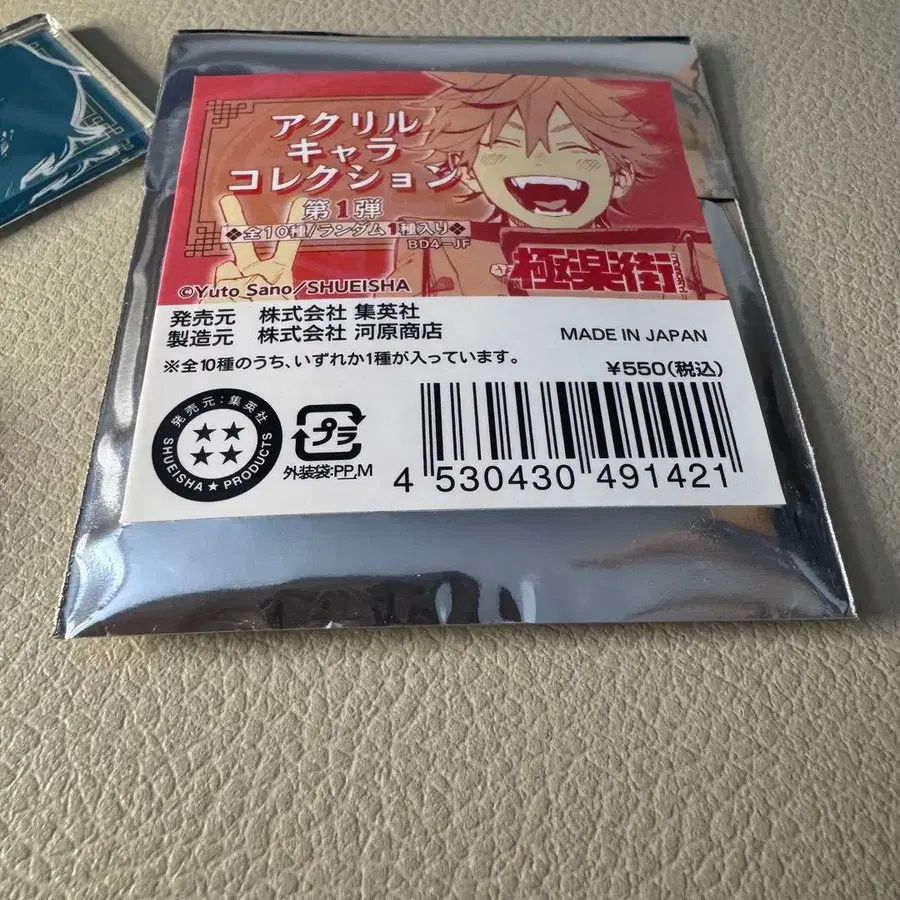 アクリル
キャラ
コレクション
第1弾
❖全10種/ランダム1種入り❖
BD4-JF
極楽街
©Yuto Sano/SHUEISHA
発売元 株式会社 集英社
製造元 株式会社 河原商店
MADE IN JAPAN
※全10種のうち、いずれか1種が入っています。
¥550(税込)
発売元:集英社
SHUEISHA★PRODUCTS
プラ
外装袋:PP,M
4 530430 491421